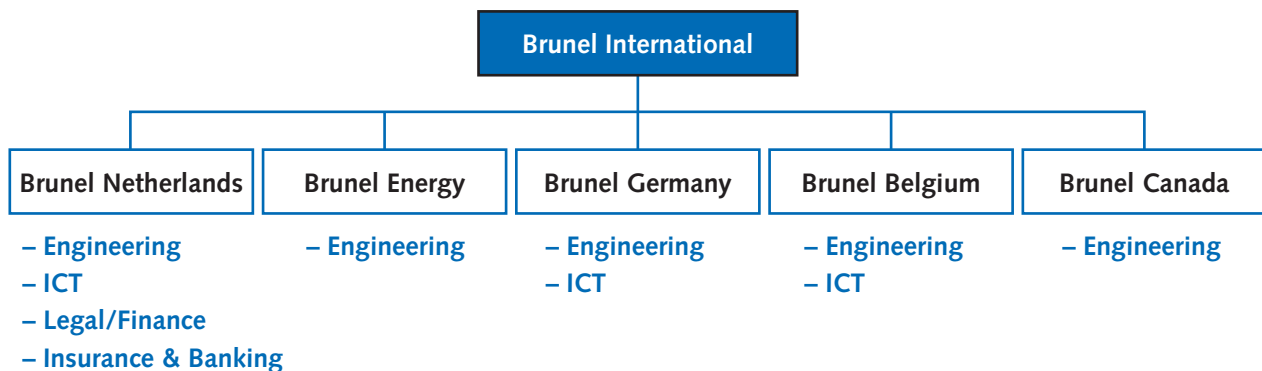 Brunel International
Brunel Netherlands
– Engineering
– ICT
– Legal/Finance
– Insurance & Banking
Brunel Energy
– Engineering
Brunel Germany
– Engineering
– ICT
Brunel Belgium
– Engineering
– ICT
Brunel Canada
– Engineering